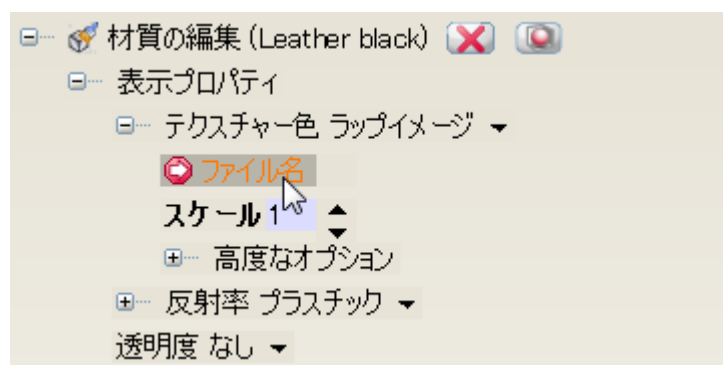 材質の編集 (Leather black)
表示プロパティ
テクスチャー色 ラップイメージ
ファイル名
スケール 1
高度なオプション
反射率 プラスチック
透明度 なし